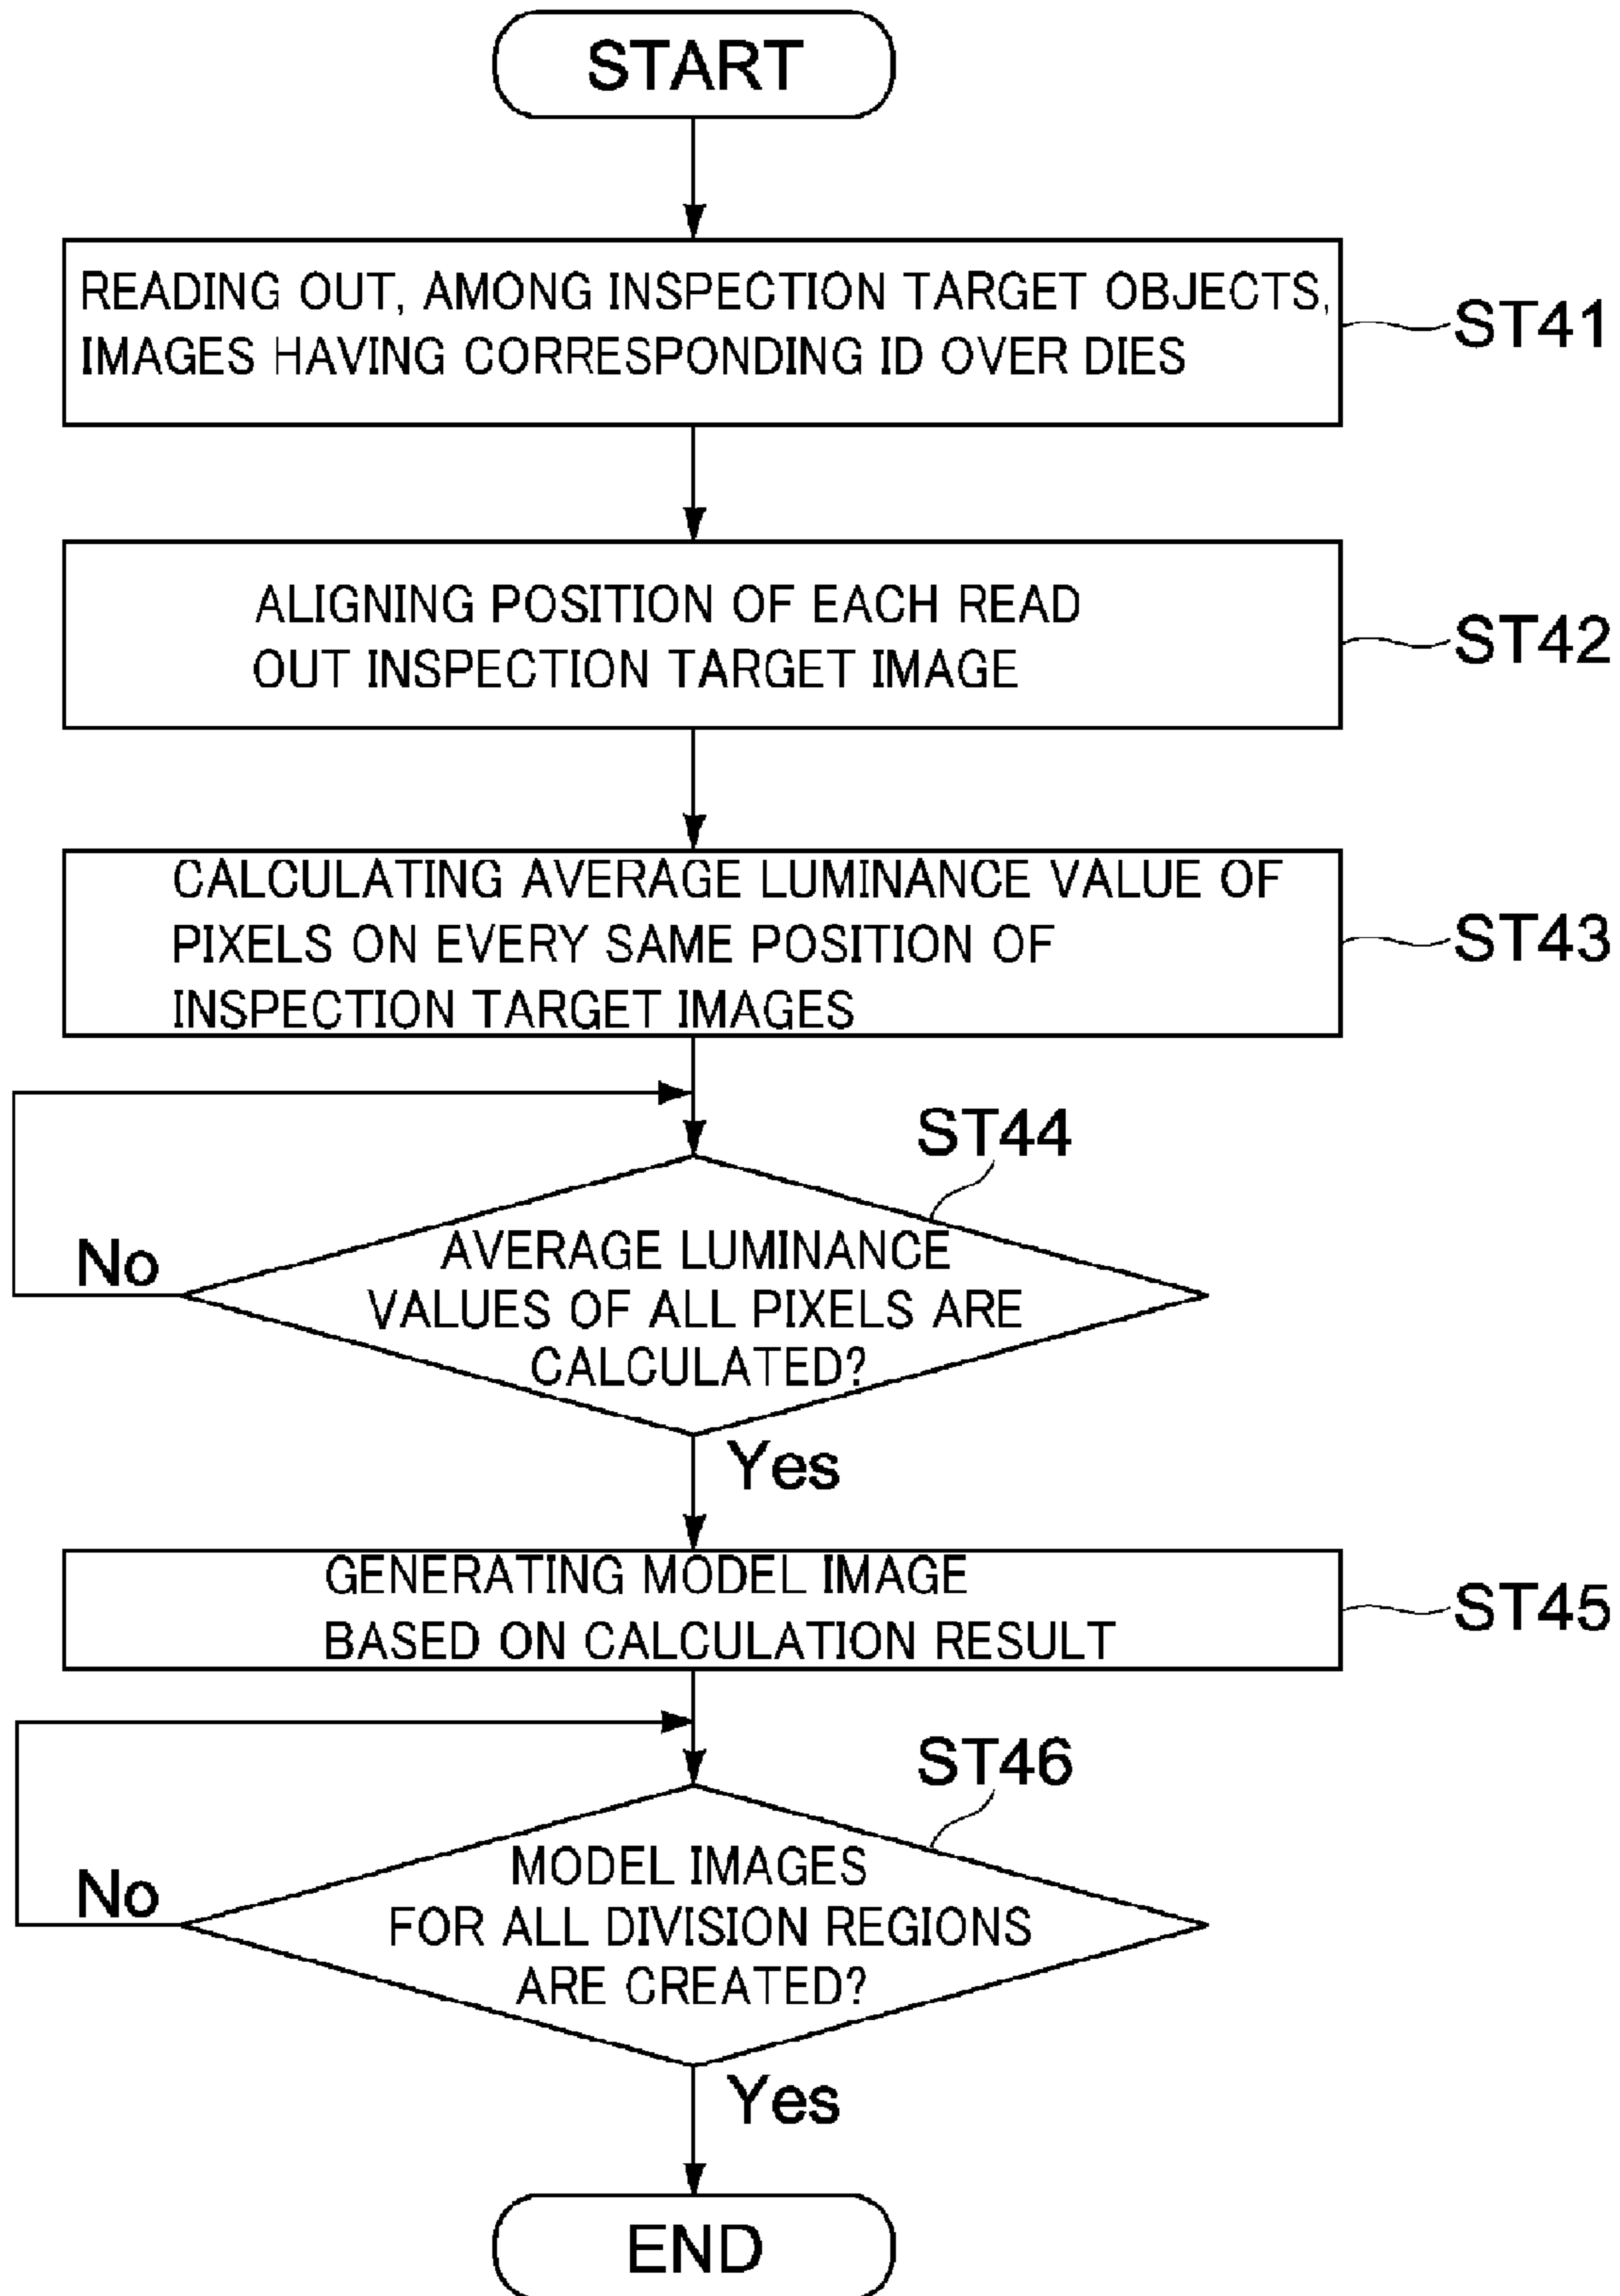 START
READING OUT, AMONG INSPECTION TARGET OBJECTS,
IMAGES HAVING CORRESPONDING ID OVER DIES
ST41
ALIGNING POSITION OF EACH READ
OUT INSPECTION TARGET IMAGE
ST42
CALCULATING AVERAGE LUMINANCE VALUE OF
PIXELS ON EVERY SAME POSITION OF
INSPECTION TARGET IMAGES
ST43
ST44
AVERAGE LUMINANCE
VALUES OF ALL PIXELS ARE
CALCULATED?
No
Yes
GENERATING MODEL IMAGE
BASED ON CALCULATION RESULT
ST45
ST46
MODEL IMAGES
FOR ALL DIVISION REGIONS
ARE CREATED?
No
Yes
END